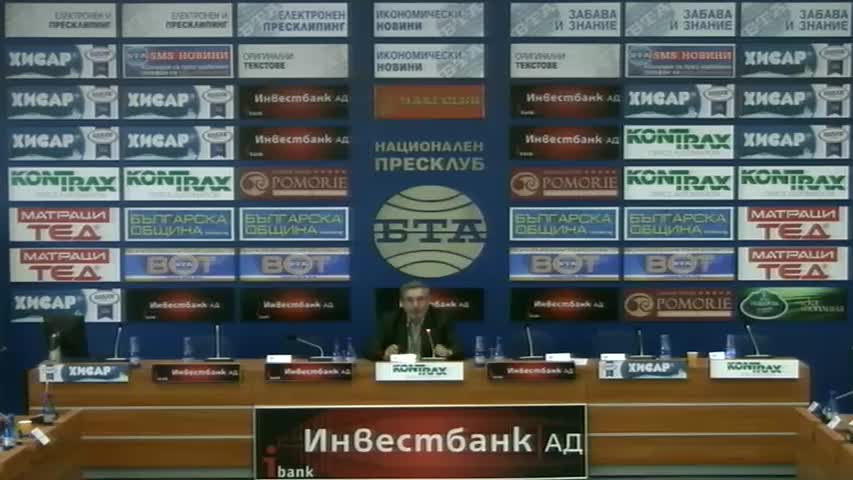 ЕЛЕКТРОНЕН И ПРЕСКЛИПИНГ
ЕЛЕКТРОНЕН И ПРЕСКЛИПИНГ
ЕЛЕКТРОНЕН ПРЕСКЛИПИНГ
ИКОНОМИЧЕСКИ НОВИНИ
ЗАБАВА И ЗНАНИЕ
БТА
ЗАБАВА И ЗНАНИЕ
ХИСАР
SMS НОВИНИ
ОРИГИНАЛНИ ТЕКСТОВЕ
ИКОНОМИЧЕСКИ НОВИНИ
ОРИГИНАЛНИ ТЕКСТОВЕ
SMS НОВИНИ
ХИСАР
ХИСАР
ХИСАР
ИНВЕСТБАНК АД
ИНВЕСТБАНК АД
ХИСАР
ХИСАР
ХИСАР
ХИСАР
ИНВЕСТБАНК АД
НАЦИОНАЛЕН
ПРЕСКЛУБ
ИНВЕСТБАНК АД
KONTRAX
ХИСАР
KONTRAX
KONTRAX
POMORIE
POMORIE
KONTRAX
KONTRAX
МАТРАЦИ ТЕД
БЪЛГАРСКА ОБЩИНА
БЪЛГАРСКА ОБЩИНА
БТА
БЪЛГАРСКА ОБЩИНА
БЪЛГАРСКА ОБЩИНА
МАТРАЦИ ТЕД
МАТРАЦИ ТЕД
ВОТ
ВОТ
ВОТ
ВОТ
МАТРАЦИ ТЕД
ХИСАР
ИНВЕСТБАНК АД
ИНВЕСТБАНК АД
ИНВЕСТБАНК АД
POMORIE
ХИСАР
ИНВЕСТБАНК АД
ИНВЕСТБАНК АД
KONTRAX
ИНВЕСТБАНК АД
ХИСАР
KONTRAX
ИНВЕСТБАНК АД
ibank